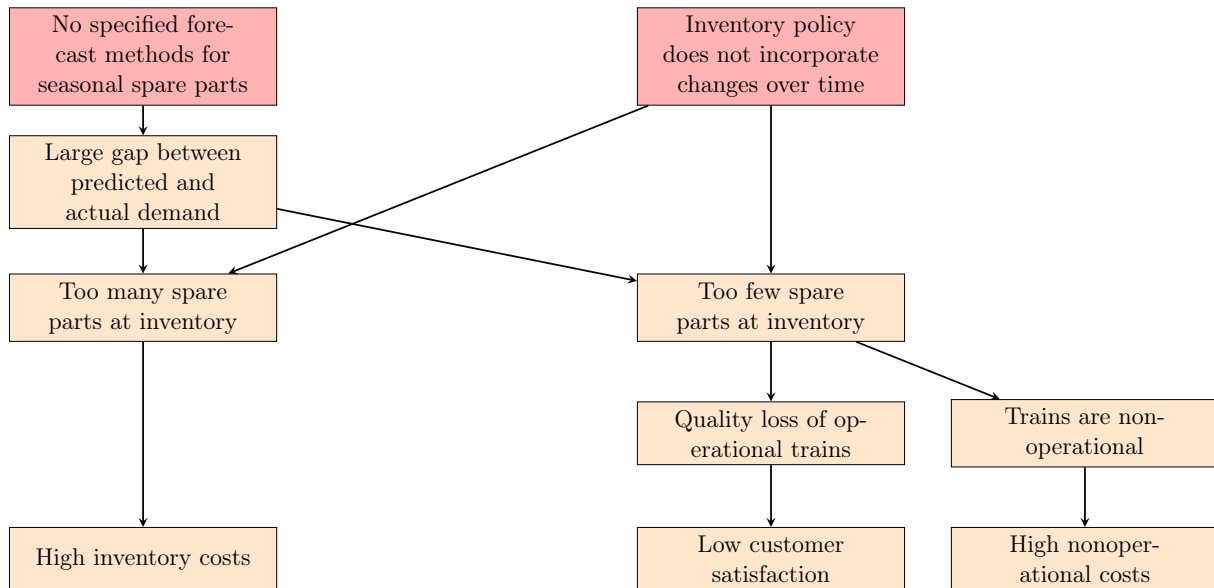 No specified fore-
cast methods for
seasonal spare parts
Inventory policy
does not incorporate
changes over time
Large gap between
predicted and
actual demand
Too many spare
parts at inventory
Too few spare
parts at inventory
Quality loss of op-
erational trains
Trains are non-
operational
High inventory costs
Low customer
satisfaction
High nonoper-
ational costs